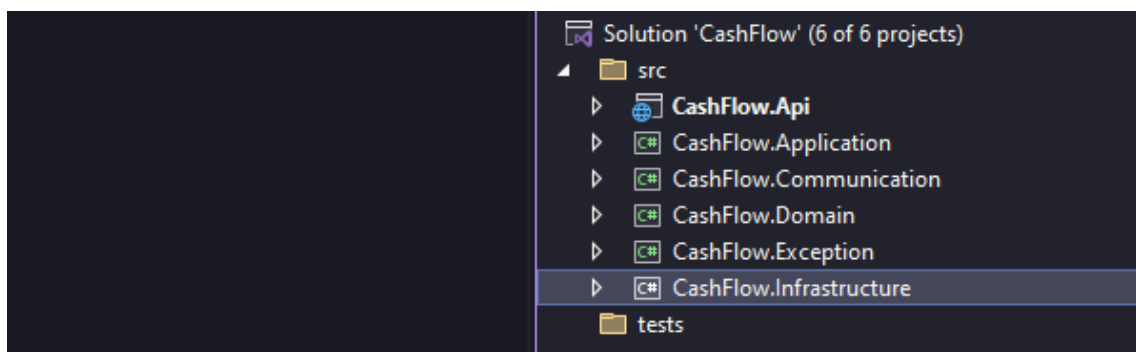 Solution 'CashFlow' (6 of 6 projects)
src
CashFlow.Api
C# CashFlow.Application
C# CashFlow.Communication
C# CashFlow.Domain
C# CashFlow.Exception
C# CashFlow.Infrastructure
tests